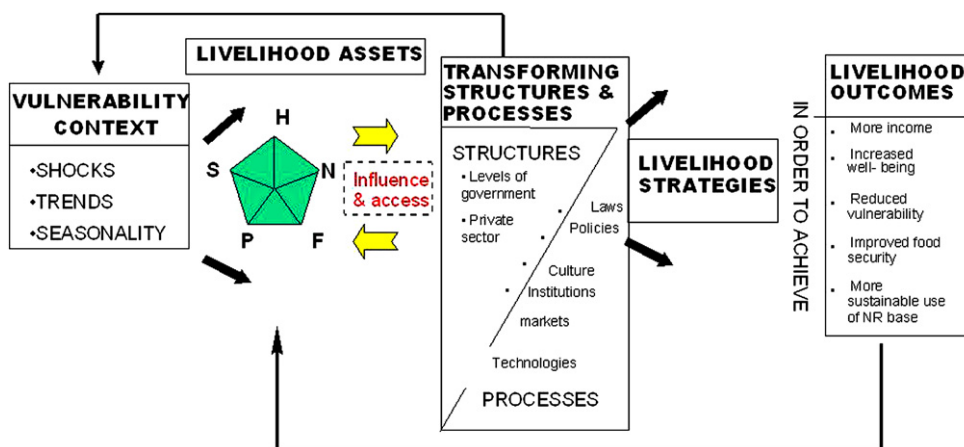 LIVELIHOOD ASSETS
VULNERABILITY
CONTEXT
•SHOCKS
•TRENDS
•SEASONALITY
H
S
N
P
F
Influence
& access
TRANSFORMING
STRUCTURES &
PROCESSES
STRUCTURES
• Levels of
government
• Private
sector
Laws
Policies
Culture
Institutions
markets
Technologies
PROCESSES
LIVELIHOOD
STRATEGIES
IN ORDER TO ACHIEVE
LIVELIHOOD
OUTCOMES
• More income
• Increased
well- being
• Reduced
vulnerability
• Improved food
security
• More
sustainable use
of NR base